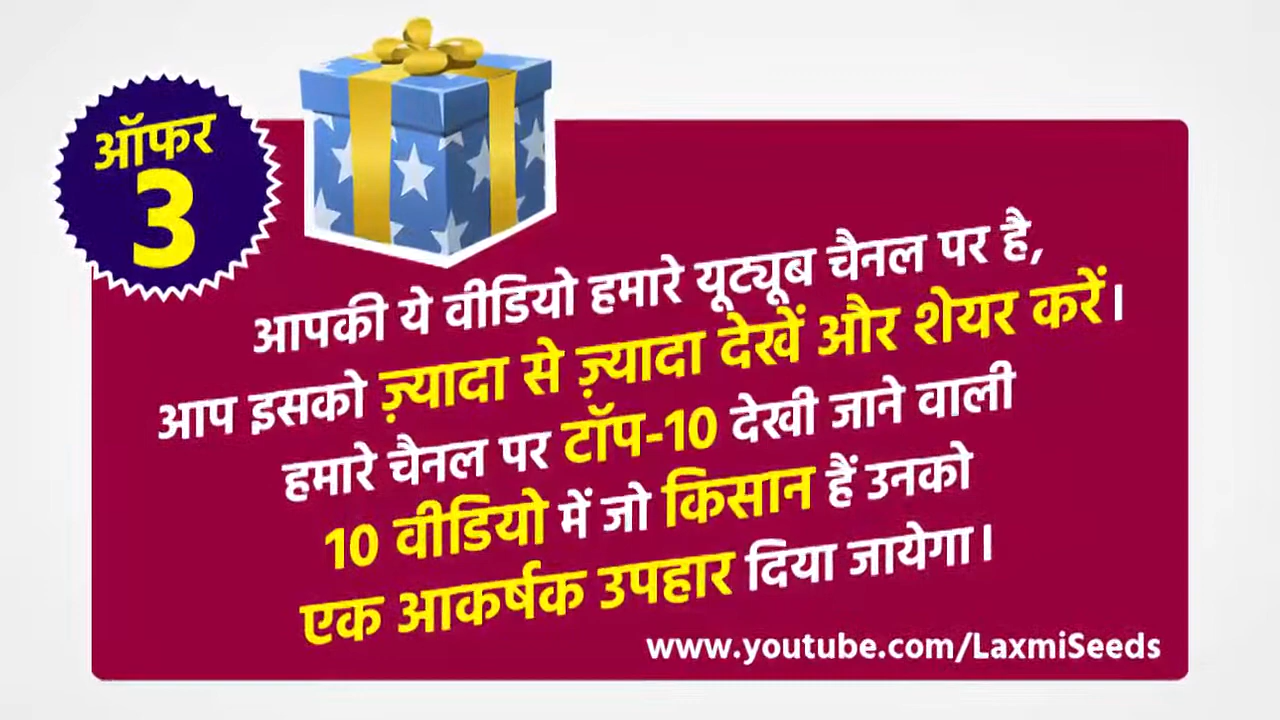 ऑफर
3
आपकी ये वीडियो हमारे यूट्यूब चैनल पर है,
आप इसको ज़्यादा से ज़्यादा देखें और शेयर करें।
हमारे चैनल पर टॉप-10 देखी जाने वाली
10 वीडियो में जो किसान हैं उनको
एक आकर्षक उपहार दिया जायेगा।
www.youtube.com/LaxmiSeeds